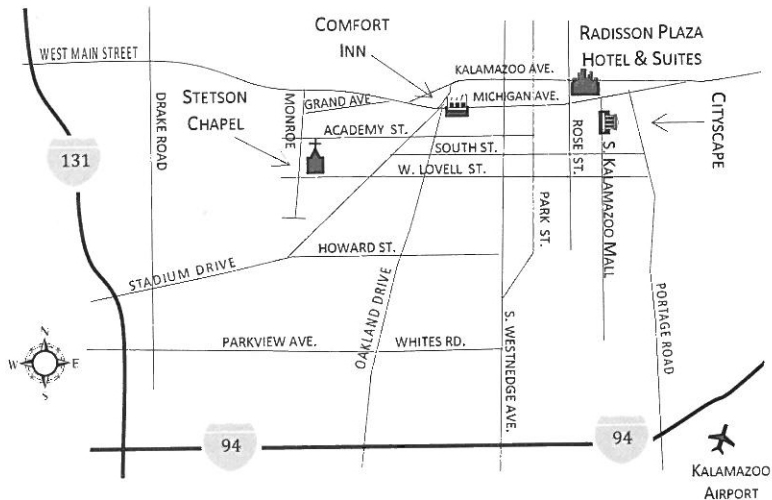 COMFORT
INN
RADISSON PLAZA
HOTEL & SUITES
WEST MAIN STREET
KALAMAZOO AVE.
STETSON
CHAPEL
GRAND AVE
MICHIGAN AVE.
CITYSCAPE
DRAKE ROAD
MONROE
ACADEMY ST.
SOUTH ST.
ROSE ST.
S. KALAMAZOO MALL
131
W. LOVELL ST.
PARK ST.
HOWARD ST.
STADIUM DRIVE
OAKLAND DRIVE
S. WESTNEDGE AVE.
PORTAGE ROAD
N
W E
S
PARKVIEW AVE.
WHITES RD.
94
94
KALAMAZOO
AIRPORT